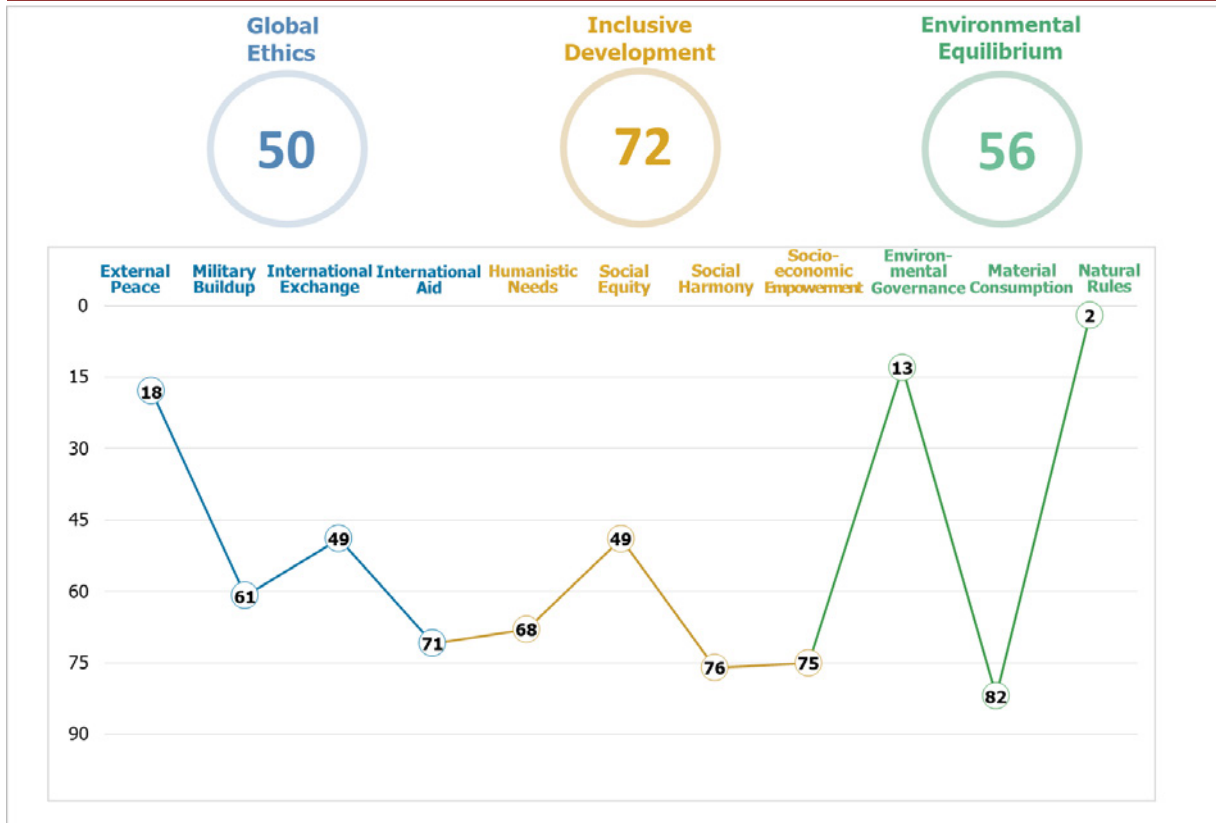 Global
Ethics
50
Inclusive
Development
72
Environmental
Equilibrium
56
External
Peace
Military
Buildup
International
Exchange
International
Aid
Humanistic
Needs
Social
Equity
Social
Harmony
Socio-
economic
Empowerment
Environ-
mental
Governance
Material
Consumption
Natural
Rules
0
15
30
45
60
75
90
18
61
49
71
68
49
76
75
13
82
2